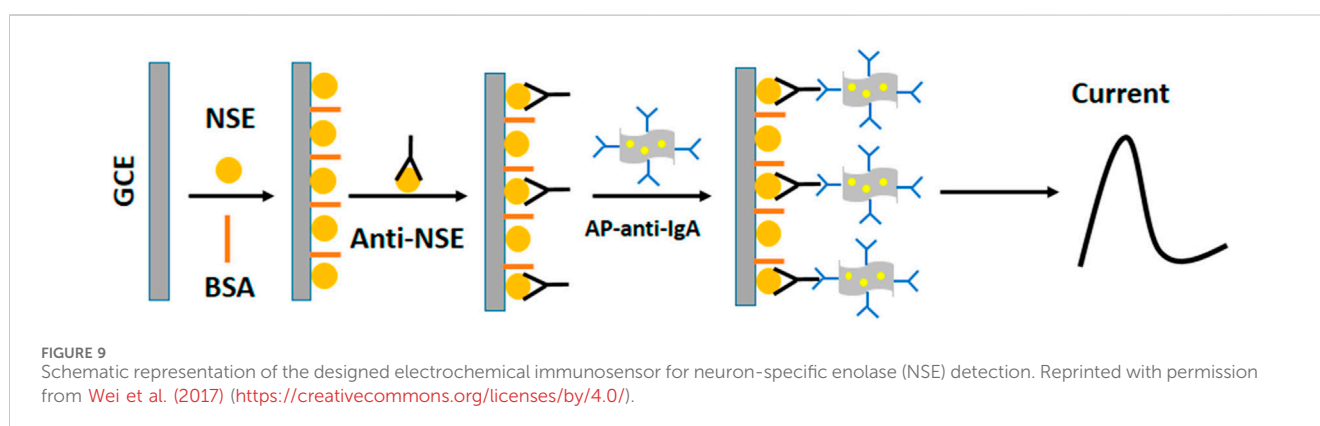 GCE
NSE
BSA
Anti-NSE
AP-anti-IgA
Current
FIGURE 9
Schematic representation of the designed electrochemical immunosensor for neuron-specific enolase (NSE) detection. Reprinted with permission
from Wei et al. (2017) (https://creativecommons.org/licenses/by/4.0/).